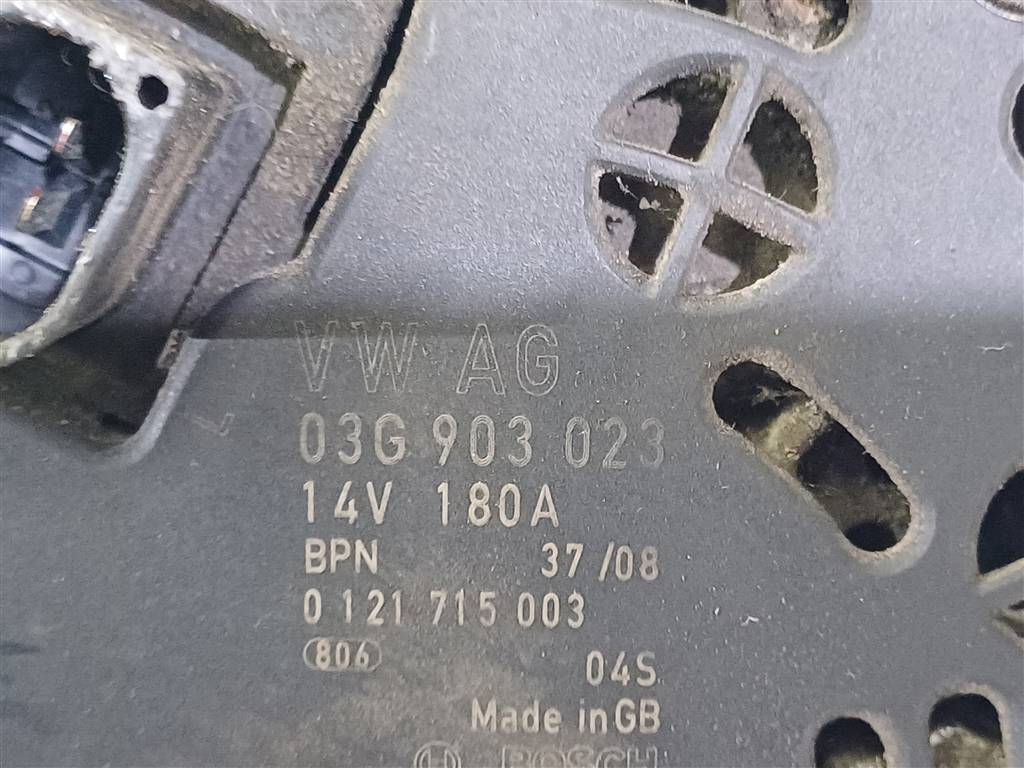 VW AG
03G 903 023
14V 180A
BPN 37/08
0 121 715 003
806
04S
Made in GB
BOSCH